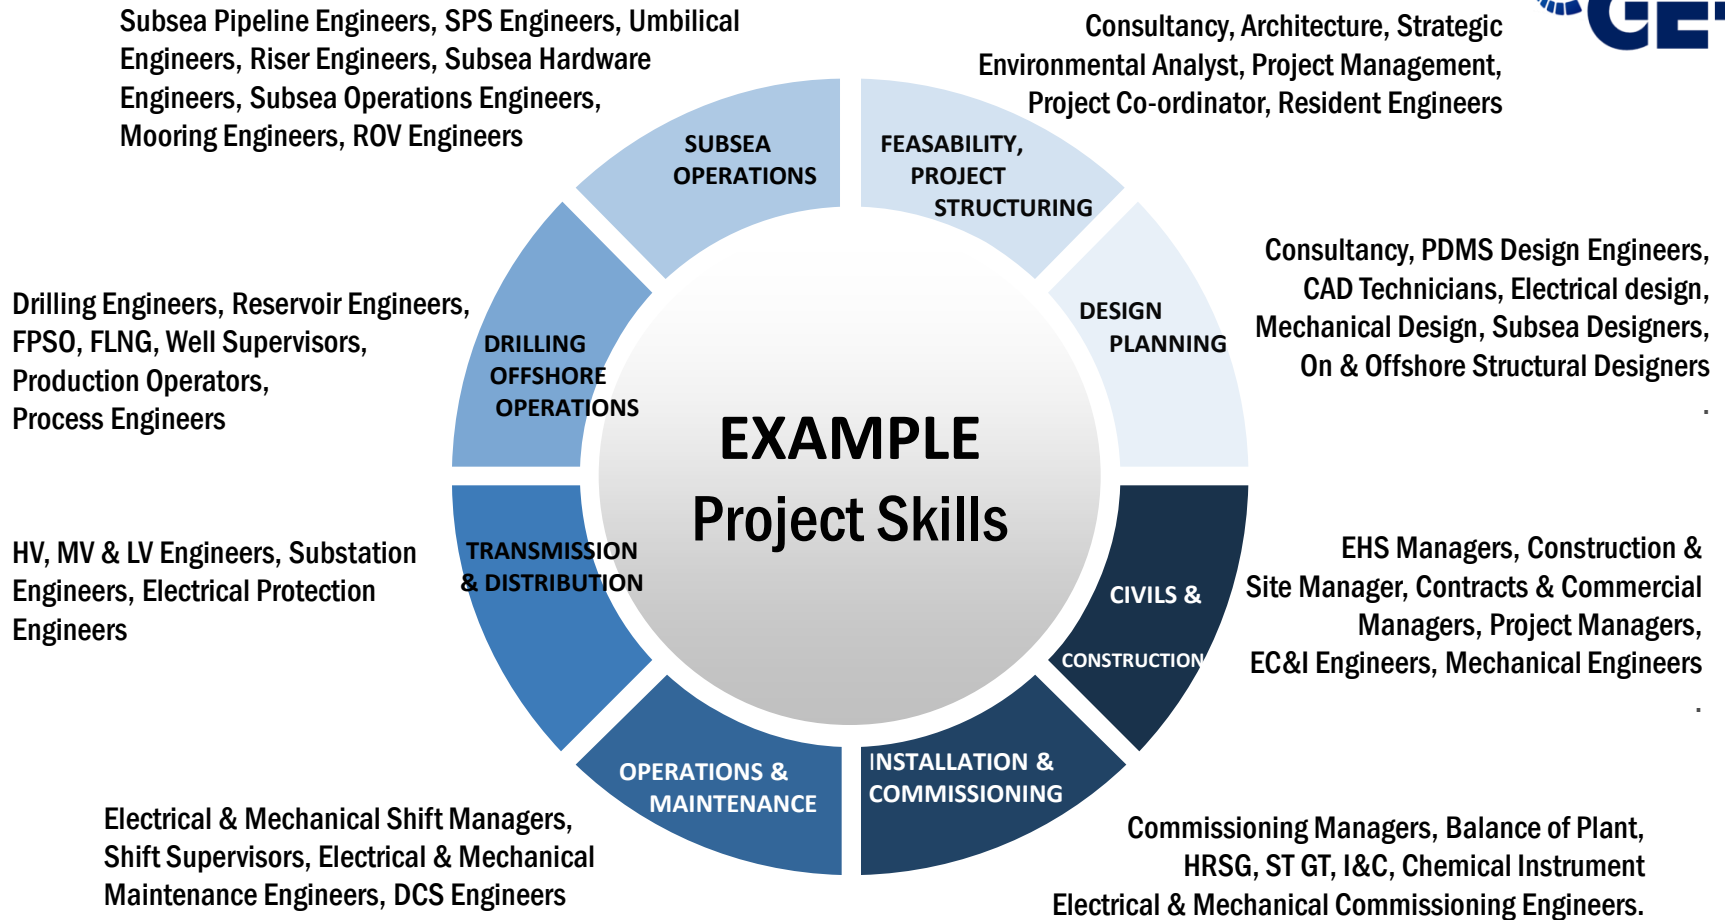 Subsea Pipeline Engineers, SPS Engineers, Umbilical
Engineers, Riser Engineers, Subsea Hardware
Engineers, Subsea Operations Engineers,
Mooring Engineers, ROV Engineers
Consultancy, Architecture, Strategic
Environmental Analyst, Project Management,
Project Co-ordinator, Resident Engineers
SUBSEA
OPERATIONS
FEASABILITY,
PROJECT
STRUCTURING
Consultancy, PDMS Design Engineers,
CAD Technicians, Electrical design,
Mechanical Design, Subsea Designers,
On & Offshore Structural Designers
.
DESIGN
PLANNING
Drilling Engineers, Reservoir Engineers,
FPSO, FLNG, Well Supervisors,
Production Operators,
Process Engineers
DRILLING
OFFSHORE
OPERATIONS
EXAMPLE
Project Skills
HV, MV & LV Engineers, Substation
Engineers, Electrical Protection
Engineers
TRANSMISSION
& DISTRIBUTION
CIVILS &
CONSTRUCTION
EHS Managers, Construction &
Site Manager, Contracts & Commercial
Managers, Project Managers,
EC&I Engineers, Mechanical Engineers
.
OPERATIONS &
MAINTENANCE
INSTALLATION &
COMMISSIONING
Electrical & Mechanical Shift Managers,
Shift Supervisors, Electrical & Mechanical
Maintenance Engineers, DCS Engineers
Commissioning Managers, Balance of Plant,
HRSG, ST GT, I&C, Chemical Instrument
Electrical & Mechanical Commissioning Engineers.